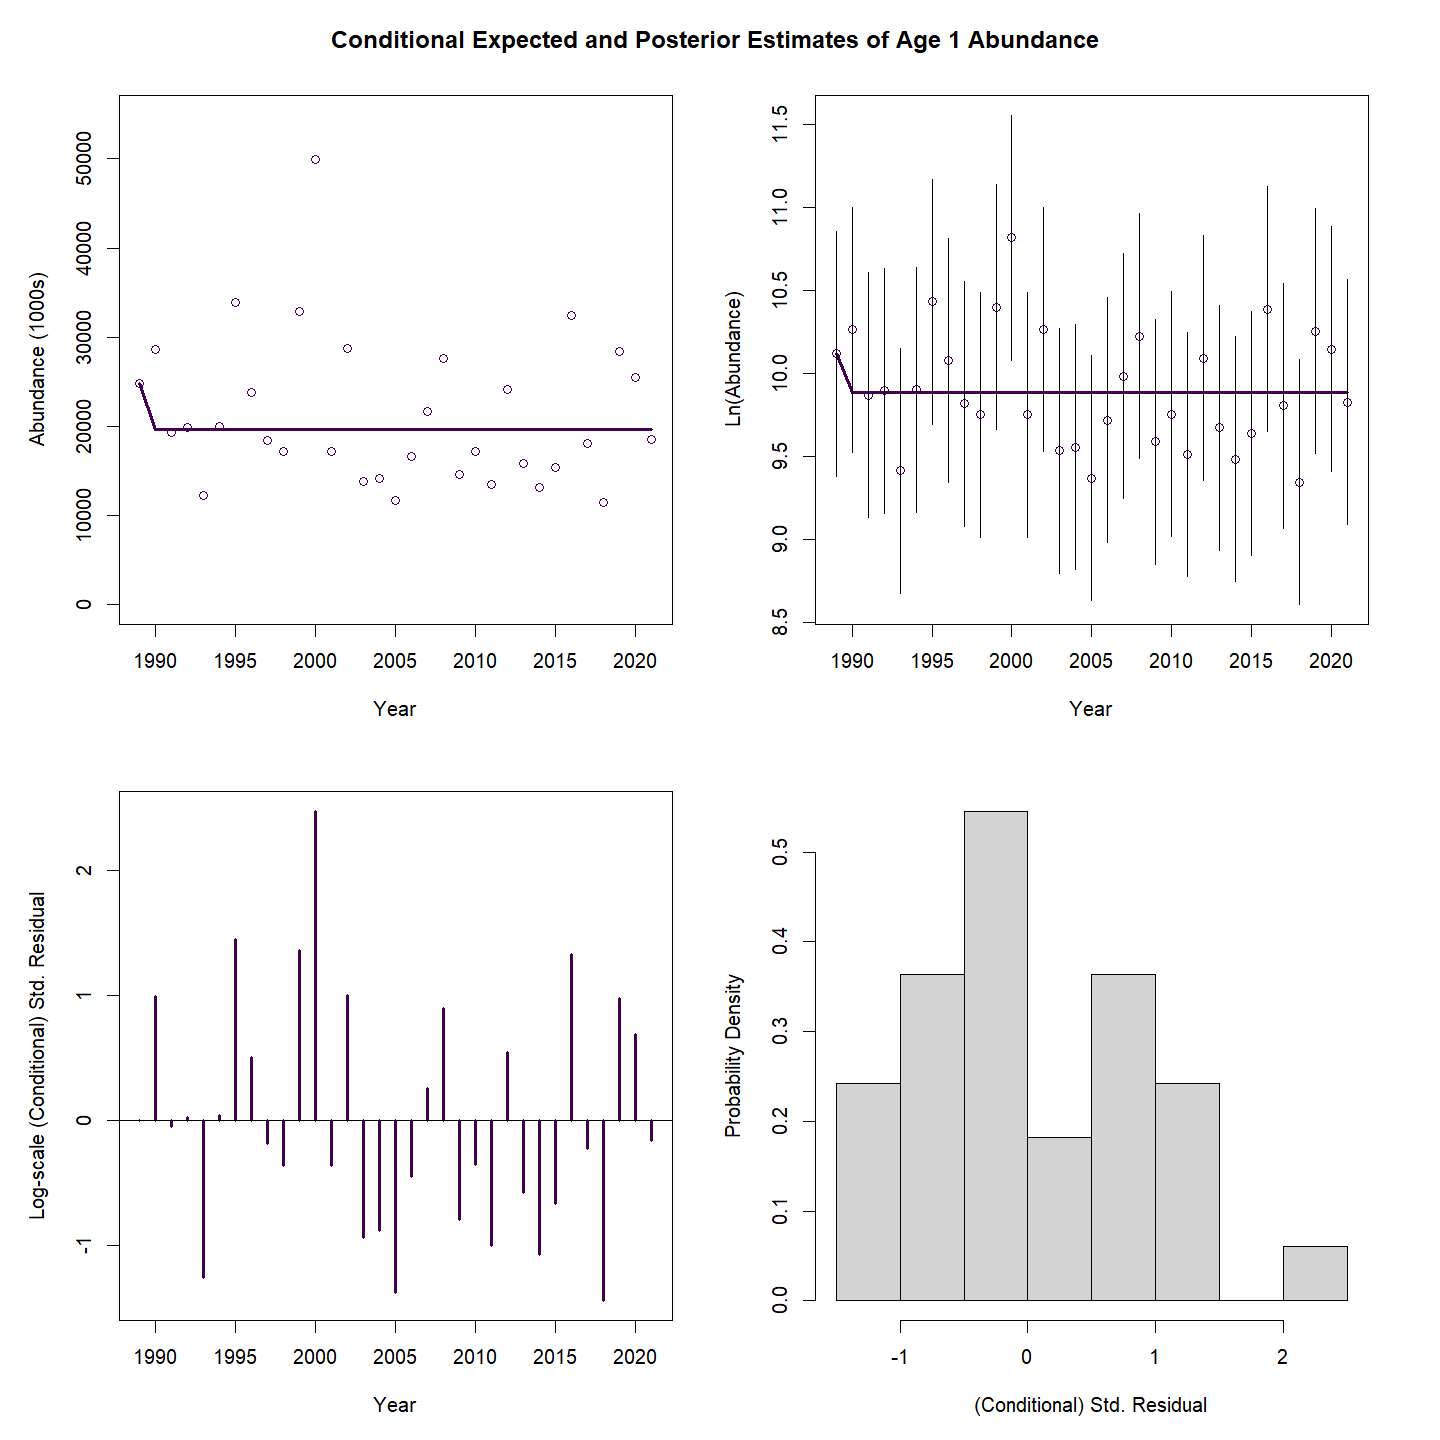 Conditional Expected and Posterior Estimates of Age 1 Abundance
Abundance (1000s)
50000
40000
30000
20000
10000
0
1990 1995 2000 2005 2010 2015 2020
Year
Ln(Abundance)
11.5
11.0
10.5
10.0
9.5
9.0
8.5
1990 1995 2000 2005 2010 2015 2020
Year
Log-scale (Conditional) Std. Residual
2
1
0
-1
1990 1995 2000 2005 2010 2015 2020
Year
Probability Density
0.5
0.4
0.3
0.2
0.1
0.0
-1 0 1 2
(Conditional) Std. Residual